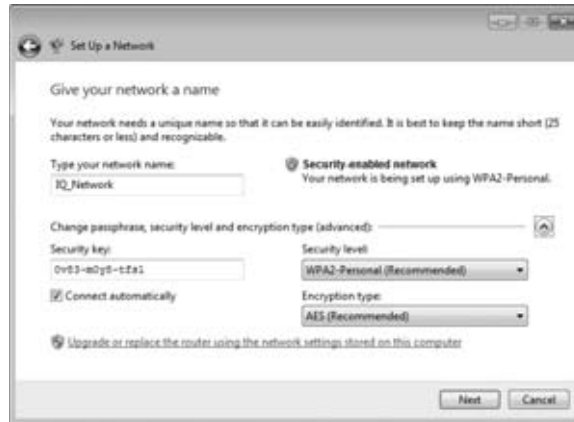 Set Up a Network
Give your network a name
Your network needs a unique name so that it can be easily identified. It is best to keep the name short (25
characters or less) and recognizable.
Type your network name:
IQ_Network
Security-enabled network
Your network is being set up using WPA2-Personal.
Change passphrase, security level and encryption type (advanced):
Security key:
Security level:
WPA2-Personal (Recommended)
Connect automatically
Encryption type:
AES (Recommended)
Upgrade or replace the router using the network settings stored on this computer
Next
Cancel